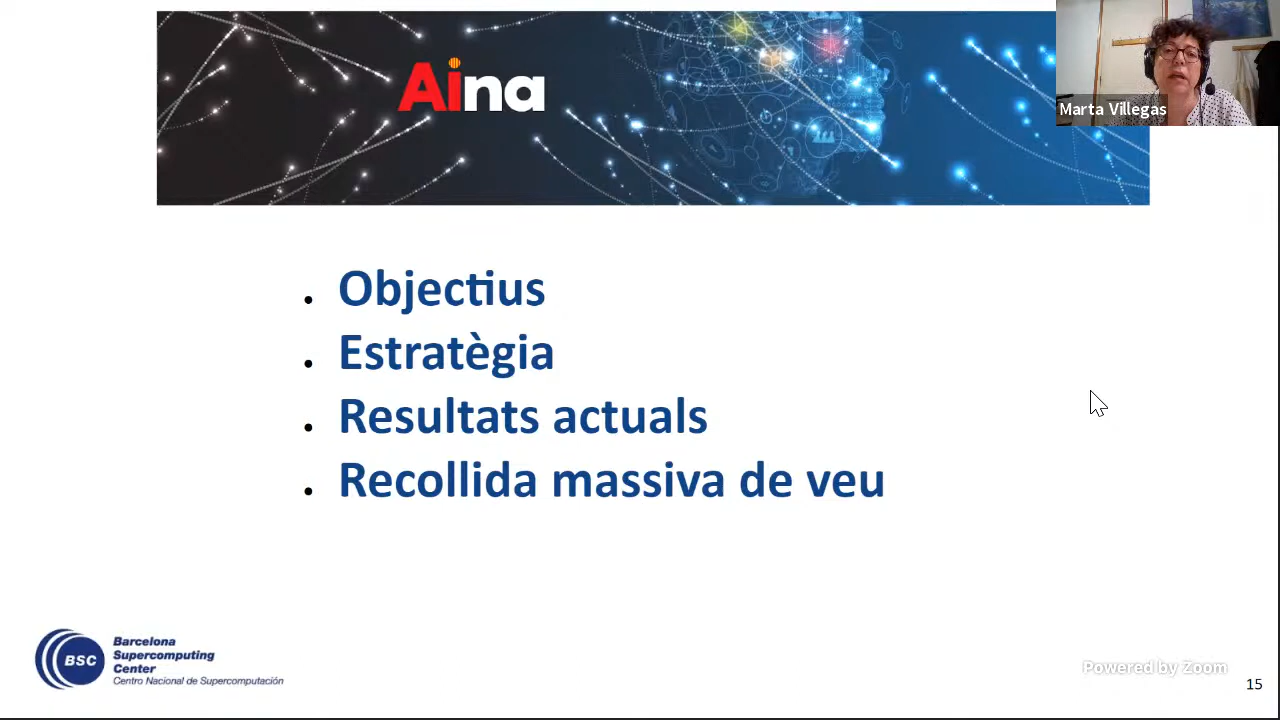 Aina
Marta Villegas
Objectius
Estratègia
Resultats actuals
Recollida massiva de veu
BSC
Barcelona
Supercomputing
Center
Centro Nacional de Supercomputación
Powered by Zoom
15